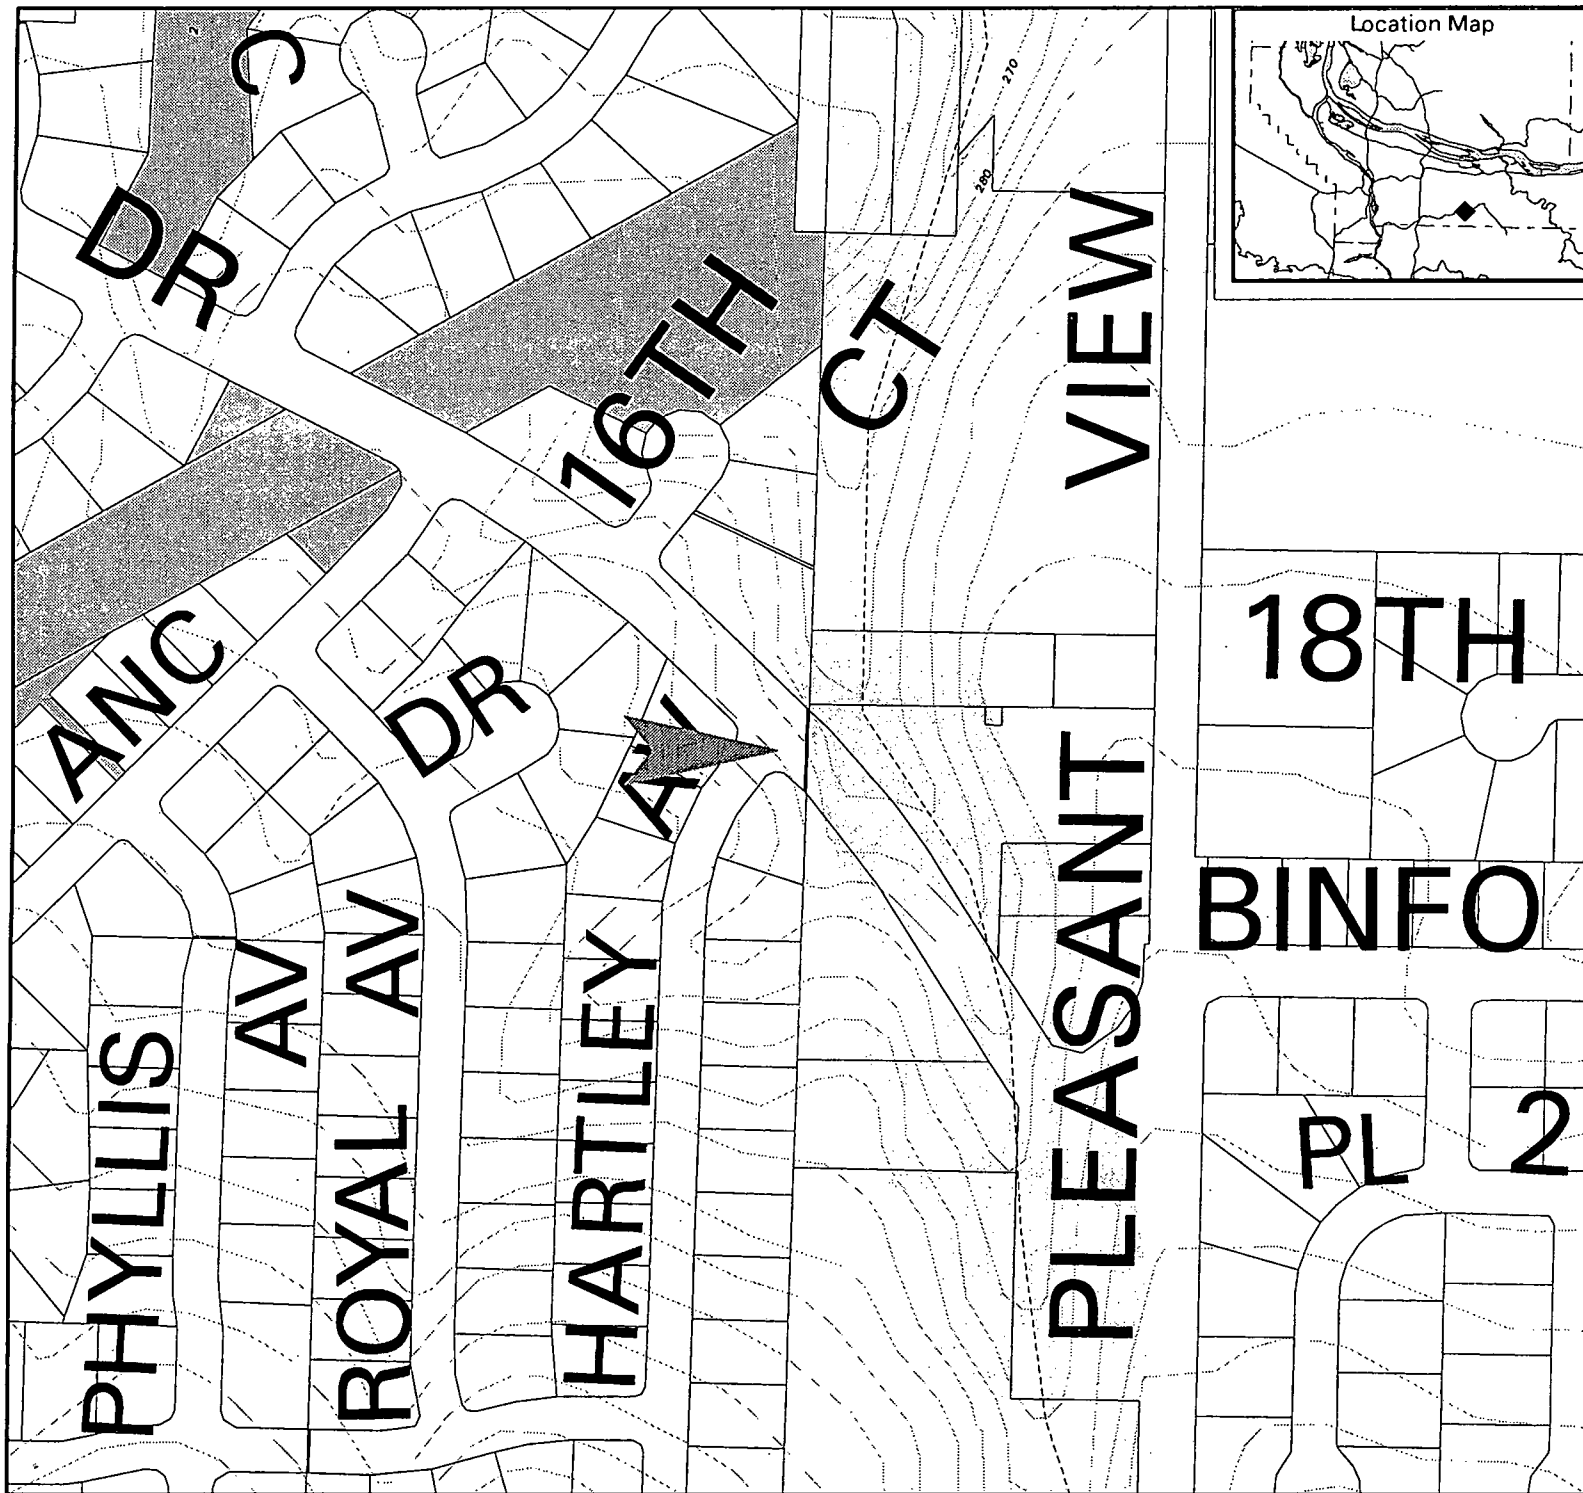 Location Map
270
280
2
C
DR
16TH
CT
VIEW
18TH
ANC
DR
AV
PLEASANT
BINFO
PHYLLIS
AV
ROYAL
AV
HARTLEY
PL
2